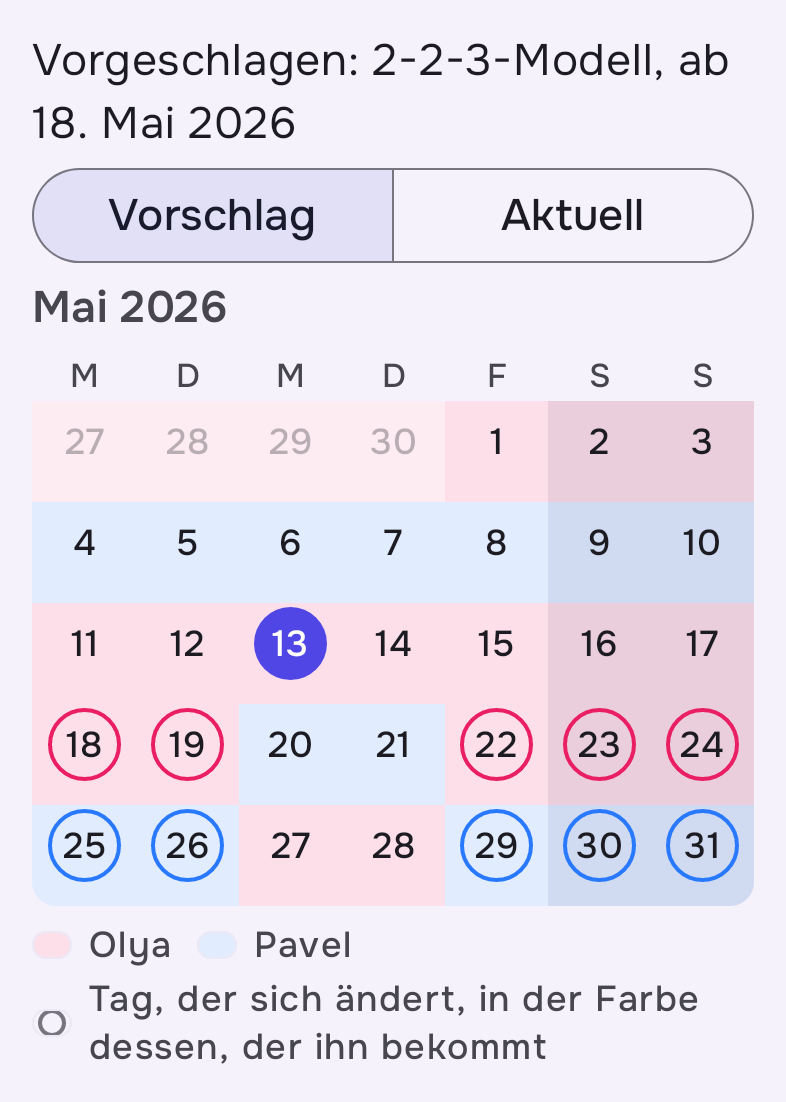 Vorgeschlagen: 2-2-3-Modell, ab
18. Mai 2026
Vorschlag Aktuell
Mai 2026
M D M D F S S
27 28 29 30 1 2 3
4 5 6 7 8 9 10
11 12 13 14 15 16 17
18 19 20 21 22 23 24
25 26 27 28 29 30 31
Olya Pavel
Tag, der sich ändert, in der Farbe
dessen, der ihn bekommt